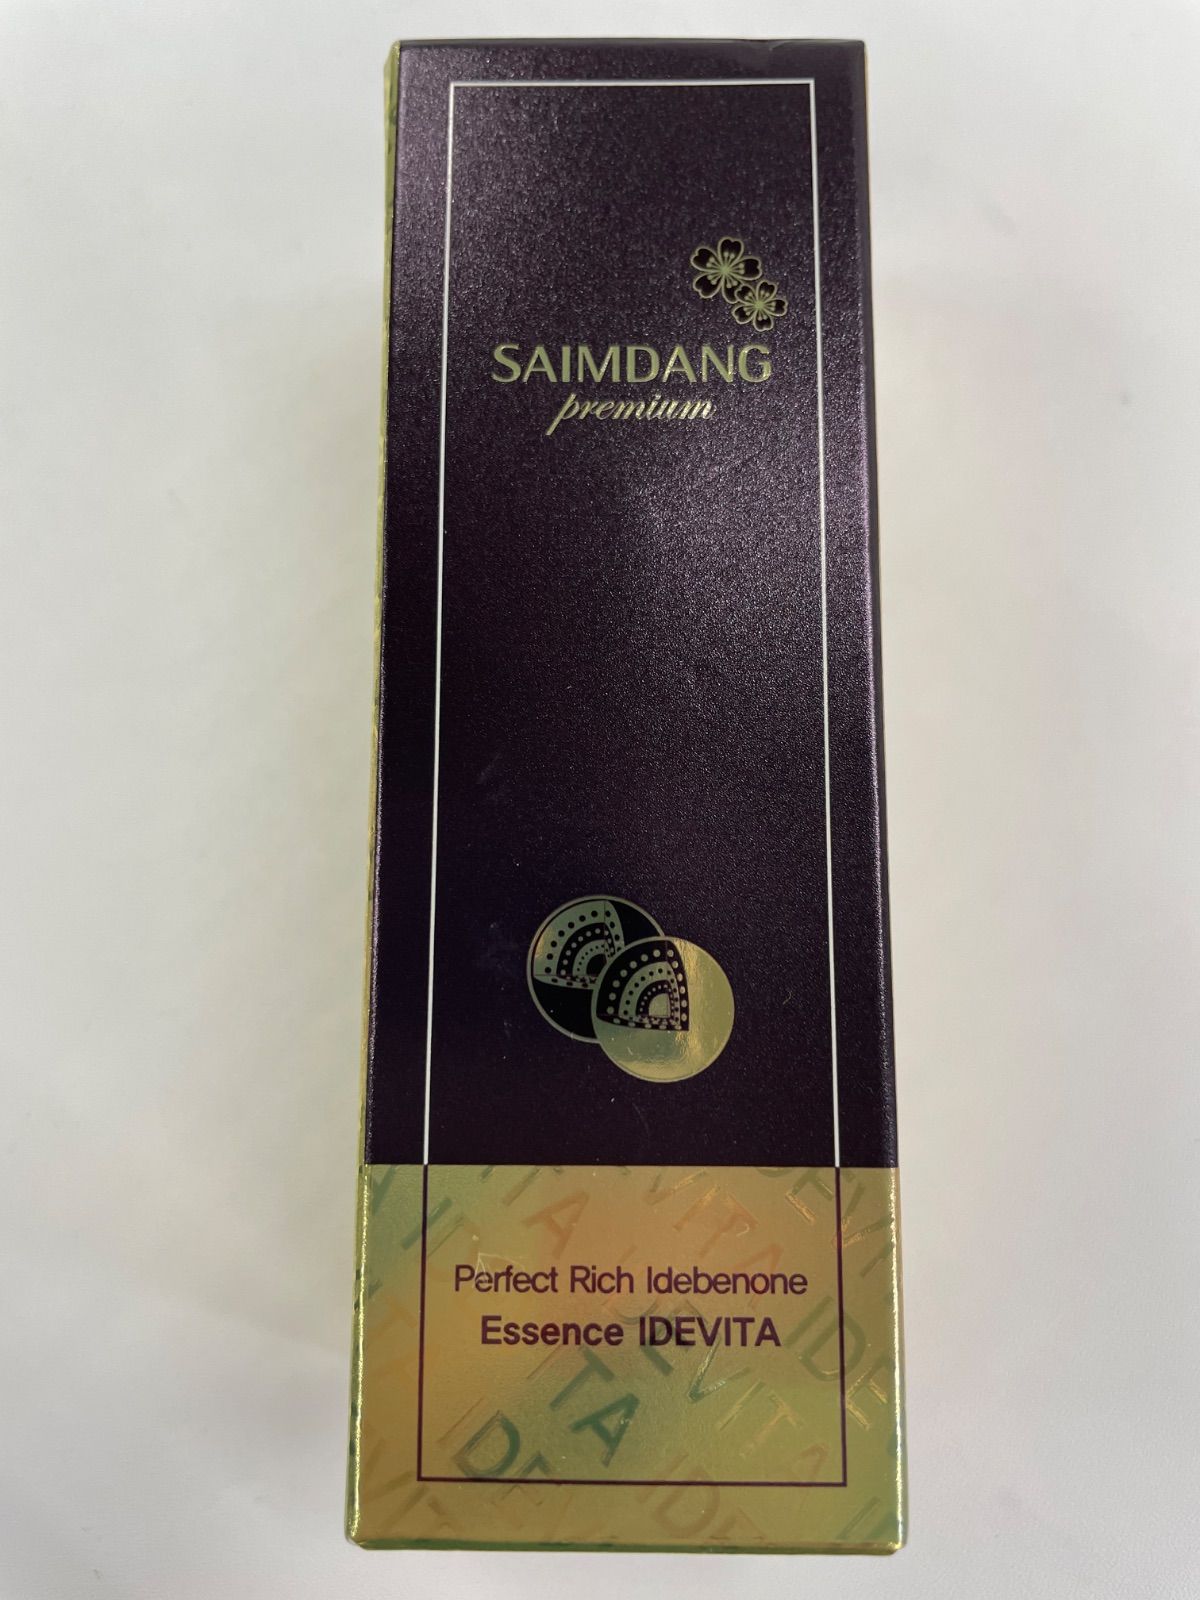 SAIMDANG
premium
Perfect Rich Idebenone
Essence IDEVITA